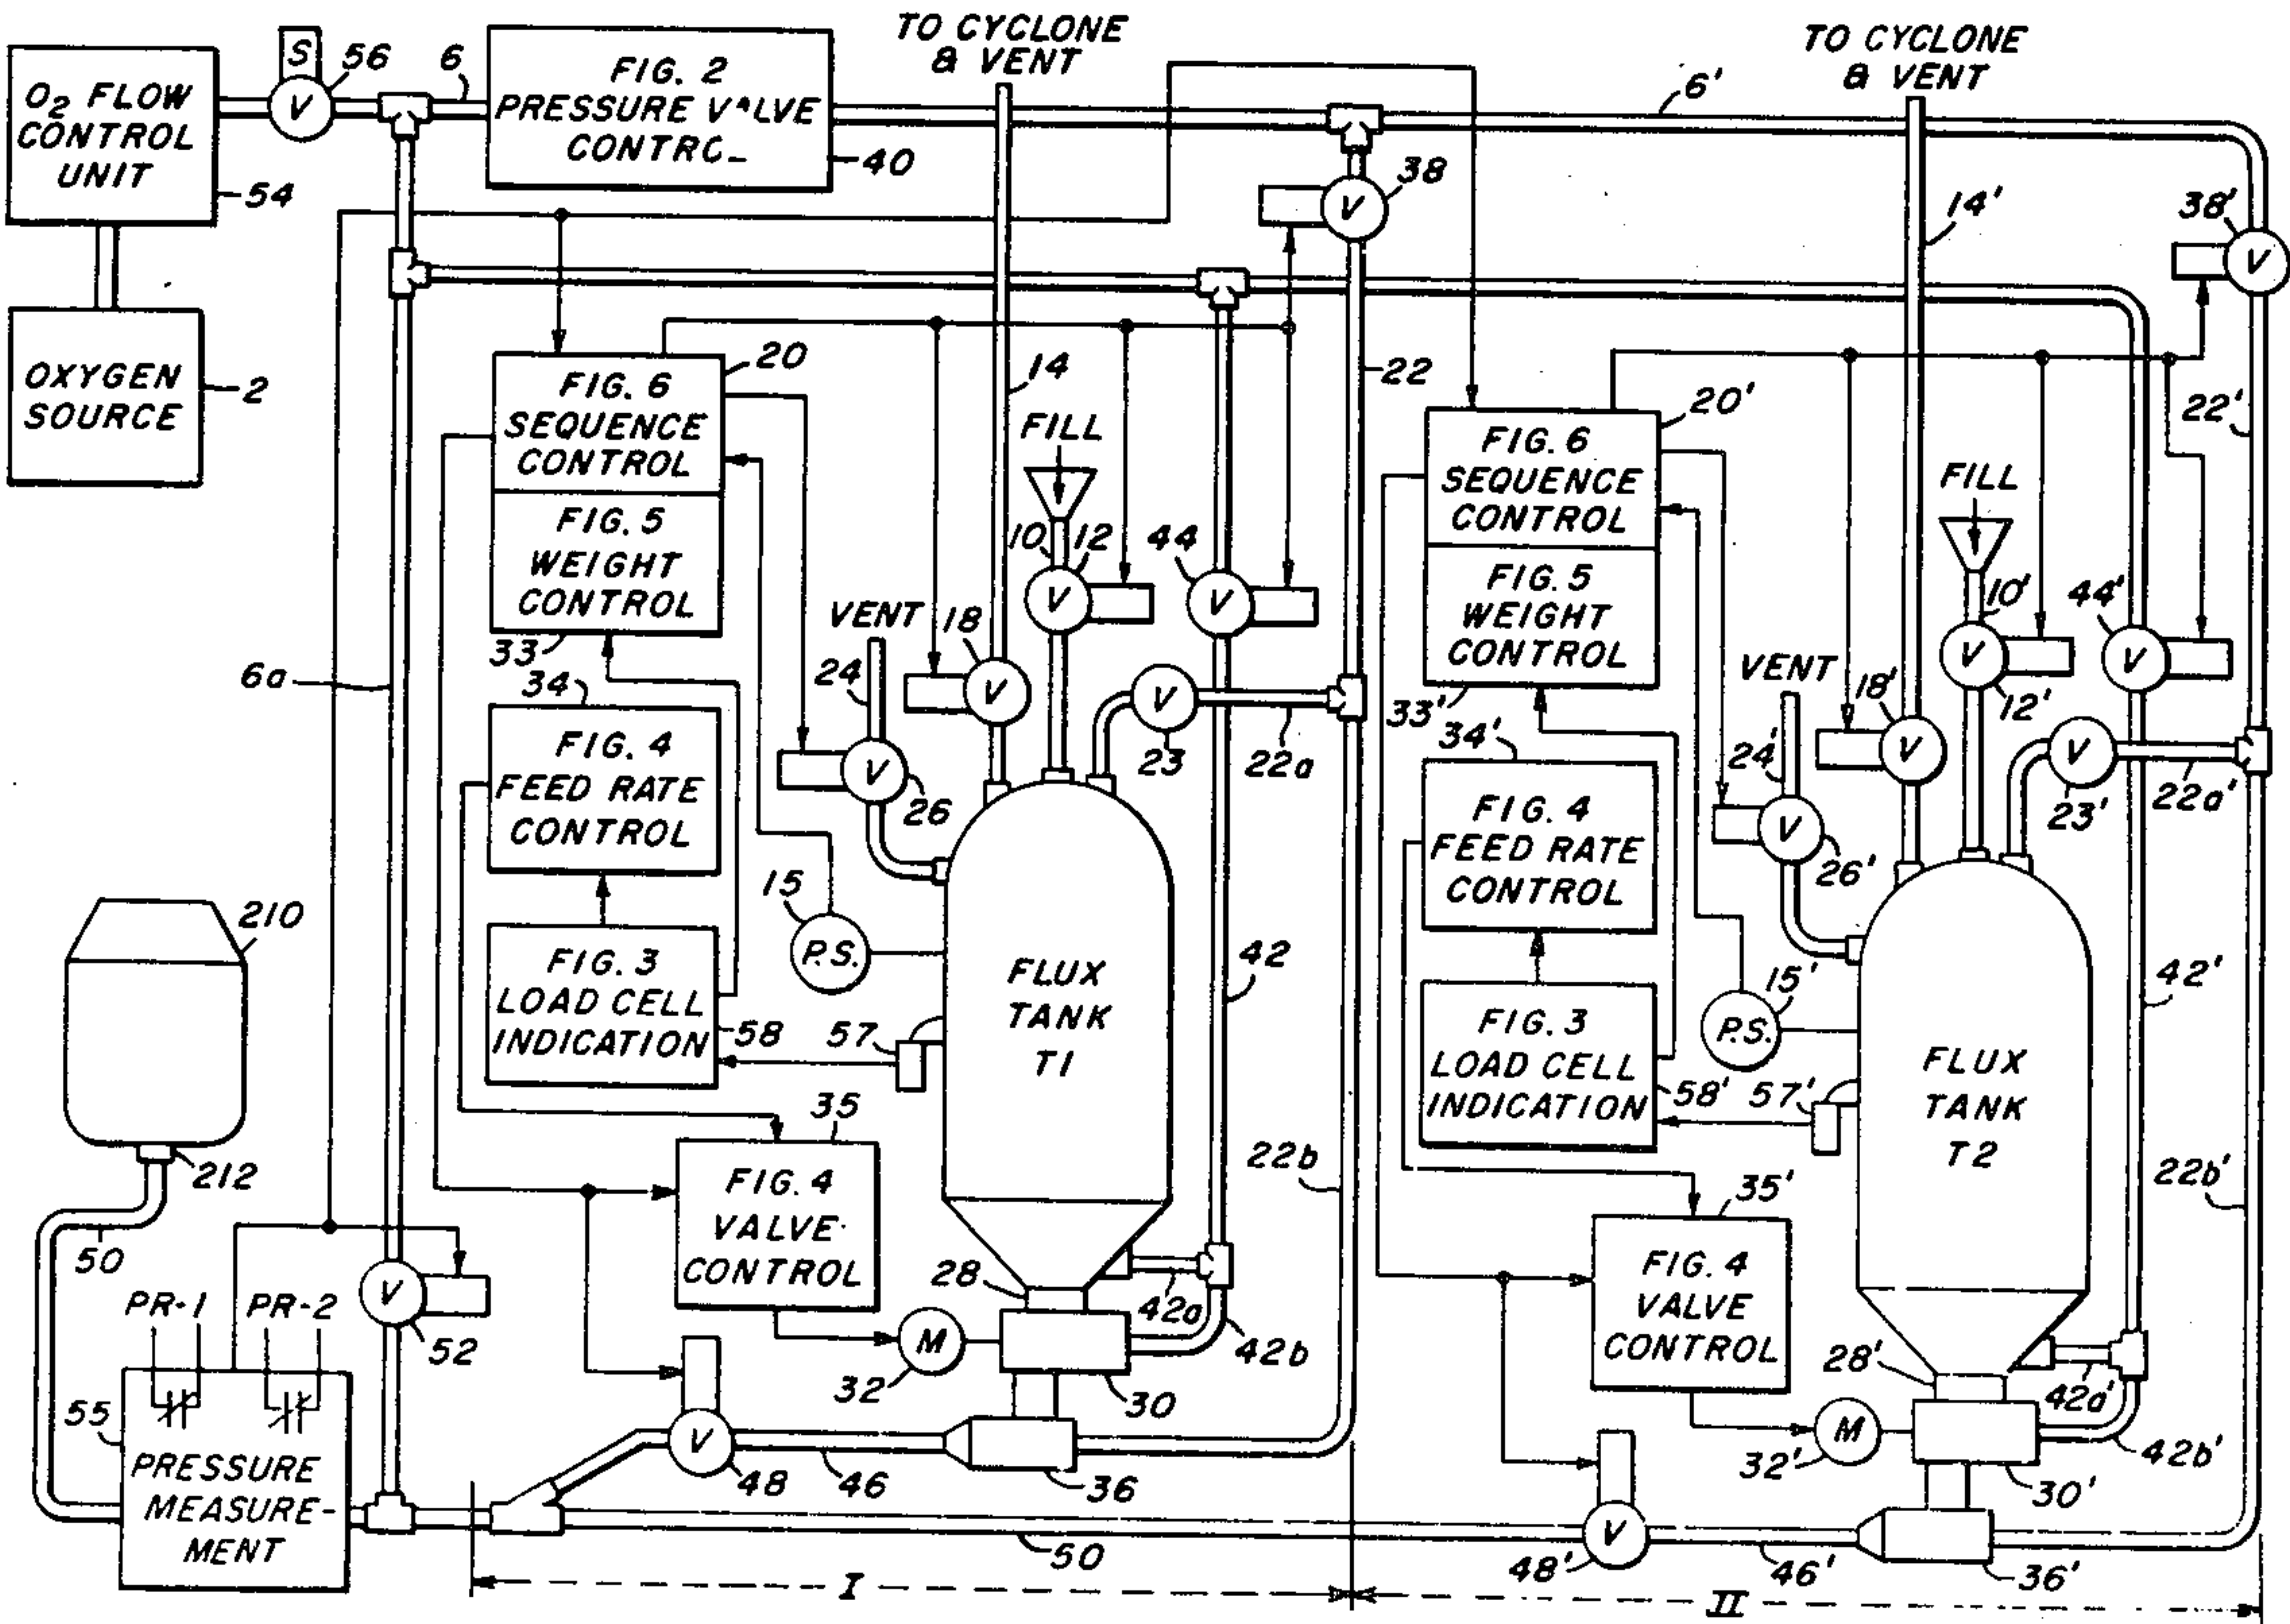 TO CYCLONE
& VENT
TO CYCLONE
& VENT
O2 FLOW
CONTROL
UNIT
54
S
V
56
6
FIG. 2
PRESSURE VALVE
CONTROL
40
6'
V
38
14'
38'
V
OXYGEN
SOURCE
2
FIG. 6
SEQUENCE
CONTROL
20
FIG. 5
WEIGHT
CONTROL
33
14
FILL
10
12
V
44
V
22
VENT
24
18
V
V
26
V
23
22a
6a
34
FIG. 4
FEED RATE
CONTROL
15
P.S.
FIG. 3
LOAD CELL
INDICATION
58
57
FLUX
TANK
T1
42
35
FIG. 4
VALVE
CONTROL
22b
28
M
32
42a
42b
30
V
48
46
36
210
212
50
PR-1
PR-2
V
52
55
PRESSURE
MEASURE-
MENT
50
I
FIG. 6
SEQUENCE
CONTROL
20'
FIG. 5
WEIGHT
CONTROL
33'
22'
FILL
10'
V
12'
44'
V
VENT
24'
18'
V
V
26'
V
23'
22a'
34'
FIG. 4
FEED RATE
CONTROL
15'
P.S.
FIG. 3
LOAD CELL
INDICATION
58'
57'
FLUX
TANK
T2
42'
35'
FIG. 4
VALVE
CONTROL
22b'
28'
M
32'
42a'
42b'
30'
V
48'
46'
36'
II